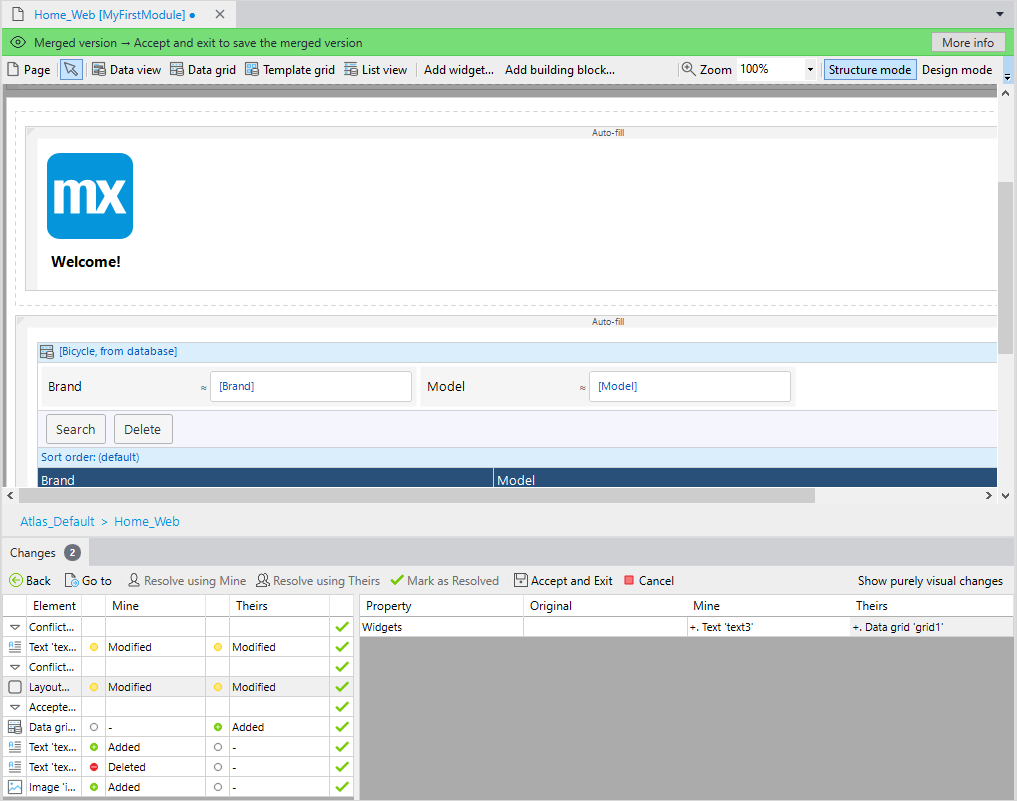 Home_Web [MyFirstModule]
Merged version → Accept and exit to save the merged version More info
Page Data view Data grid Template grid List view Add widget... Add building block... Zoom 100% Structure mode Design mode
Auto-fill
mx
Welcome!
Auto-fill
[Bicycle, from database]
Brand ≈ [Brand] Model ≈ [Model]
Search Delete
Sort order: (default)
Brand Model
Atlas_Default > Home_Web
Changes 2
Back Go to Resolve using Mine Resolve using Theirs Mark as Resolved Accept and Exit Cancel Show purely visual changes
Element Mine Theirs Property Original Mine Theirs
Conflict... Widgets +. Text 'text3' +. Data grid 'grid1'
Text 'tex... Modified Modified
Conflict...
Layout... Modified Modified
Accepte...
Data gri... - Added
Text 'tex... Added -
Text 'tex... Deleted -
Image 'i... Added -